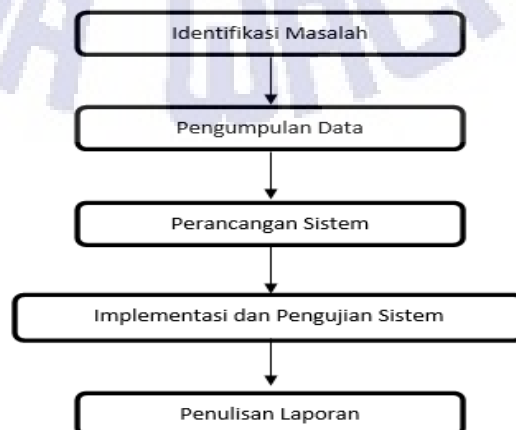 Identifikasi Masalah
Pengumpulan Data
Perancangan Sistem
Implementasi dan Pengujian Sistem
Penulisan Laporan